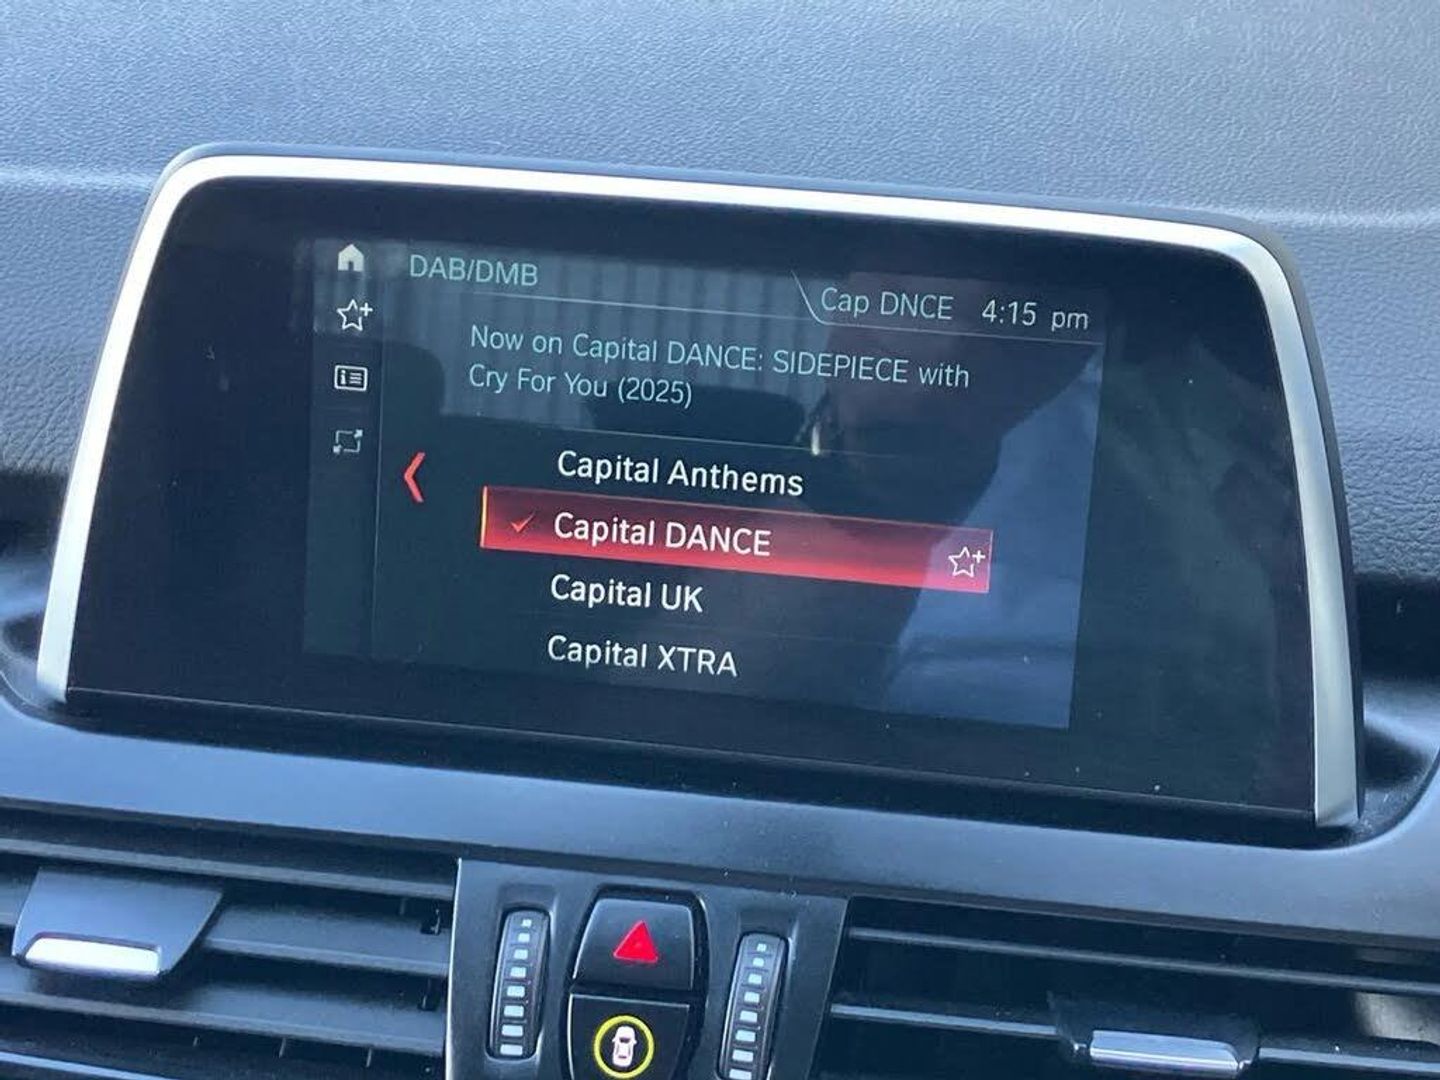 DAB/DMB
Cap DNCE 4:15 pm
Now on Capital DANCE: SIDEPIECE with
Cry For You (2025)
Capital Anthems
Capital DANCE
Capital UK
Capital XTRA